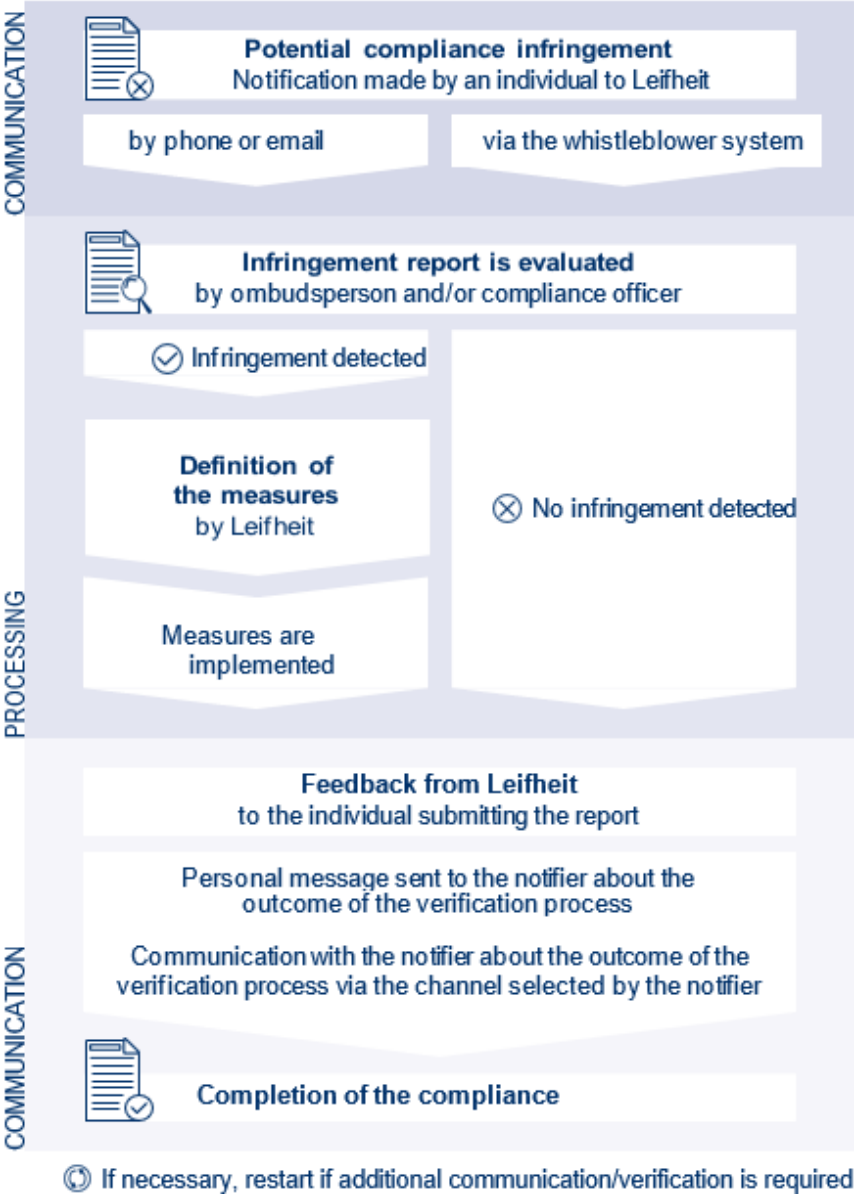 COMMUNICATION
Potential compliance infringement
Notification made by an individual to Leifheit
by phone or email
via the whistleblower system
PROCESSING
Infringement report is evaluated
by ombudsperson and/or compliance officer
Infringement detected
Definition of
the measures
by Leifheit
Measures are
implemented
No infringement detected
COMMUNICATION
Feedback from Leifheit
to the individual submitting the report
Personal message sent to the notifier about the
outcome of the verification process
Communication with the notifier about the outcome of the
verification process via the channel selected by the notifier
Completion of the compliance
If necessary, restart if additional communication/verification is required